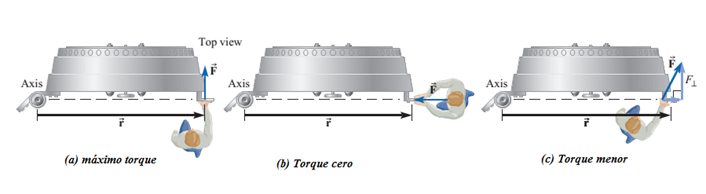 Top view
Axis
F
r
(a) máximo torque
Axis
F
r
(b) Torque cero
Axis
F
F⊥
r
(c) Torque menor